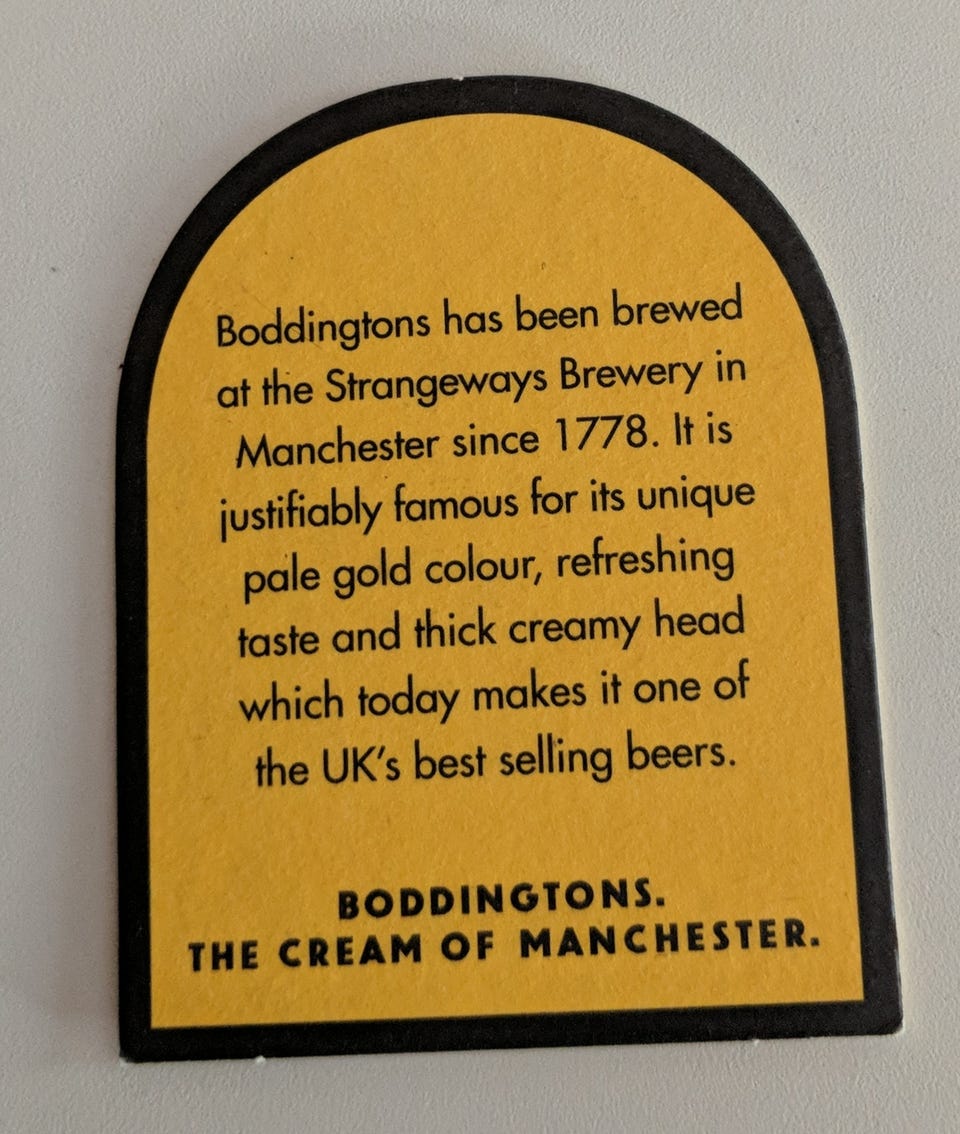 Boddingtons has been brewed
at the Strangeways Brewery in
Manchester since 1778. It is
justifiably famous for its unique
pale gold colour, refreshing
taste and thick creamy head
which today makes it one of
the UK's best selling beers.
BODDINGTONS.
THE CREAM OF MANCHESTER.